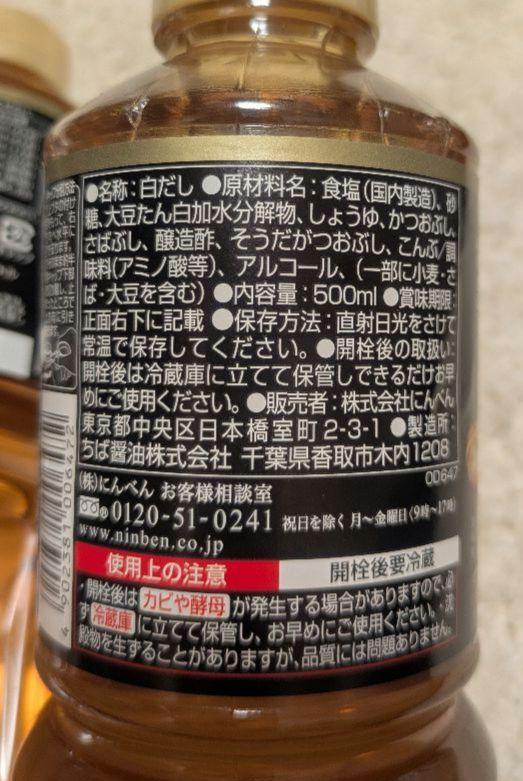 ●名称：白だし ●原材料名：食塩（国内製造）、砂
糖、大豆たん白加水分解物、しょうゆ、かつおぶし、
さばぶし、醸造酢、そうだがつおぶし、こんぶ／調
味料（アミノ酸等）、アルコール、（一部に小麦・さ
ば・大豆を含む）●内容量：500ml ●賞味期限：
正面右下に記載 ●保存方法：直射日光をさけて
常温で保存してください。●開栓後の取扱い：
開栓後は冷蔵庫に立てて保管しできるだけお早
めにご使用ください。●販売者：株式会社にんべん
東京都中央区日本橋室町2-3-1 ●製造所：
ちば醤油株式会社 千葉県香取市木内1208
00647
(株)にんべん お客様相談室
0120-51-0241 祝日を除く 月〜金曜日(9時〜17時)
www.ninben.co.jp
使用上の注意 開栓後要冷蔵
開栓後はカビや酵母が発生する場合がありますので、必
ず冷蔵庫に立てて保管し、お早めにご使用ください。沈
殿物を生ずることがありますが、品質には問題ありません。
4 902381 006472